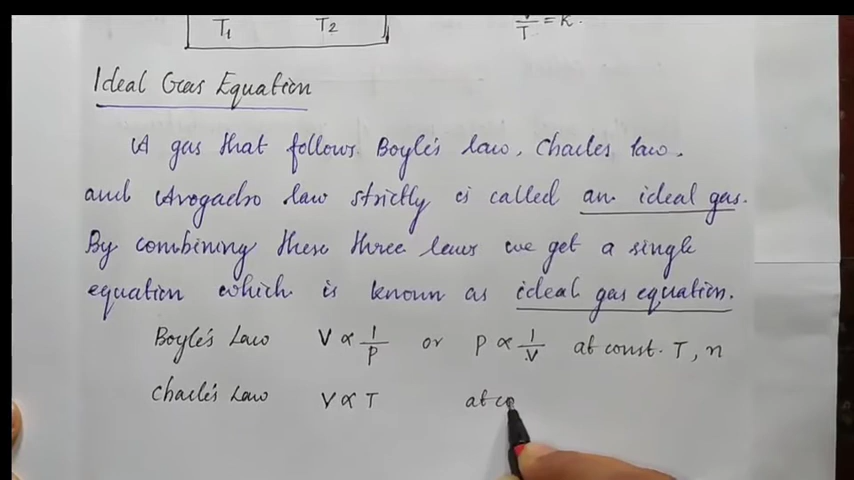 T₁ T₂
V/T = K.
Ideal Gas Equation
A gas that follows Boyle's law, Charles law,
and Avogadro law strictly is called an ideal gas.
By combining these three laws we get a single
equation which is known as ideal gas equation.
Boyle's Law V ∝ 1/P or P ∝ 1/V at const. T, n
Charle's Law V ∝ T at co